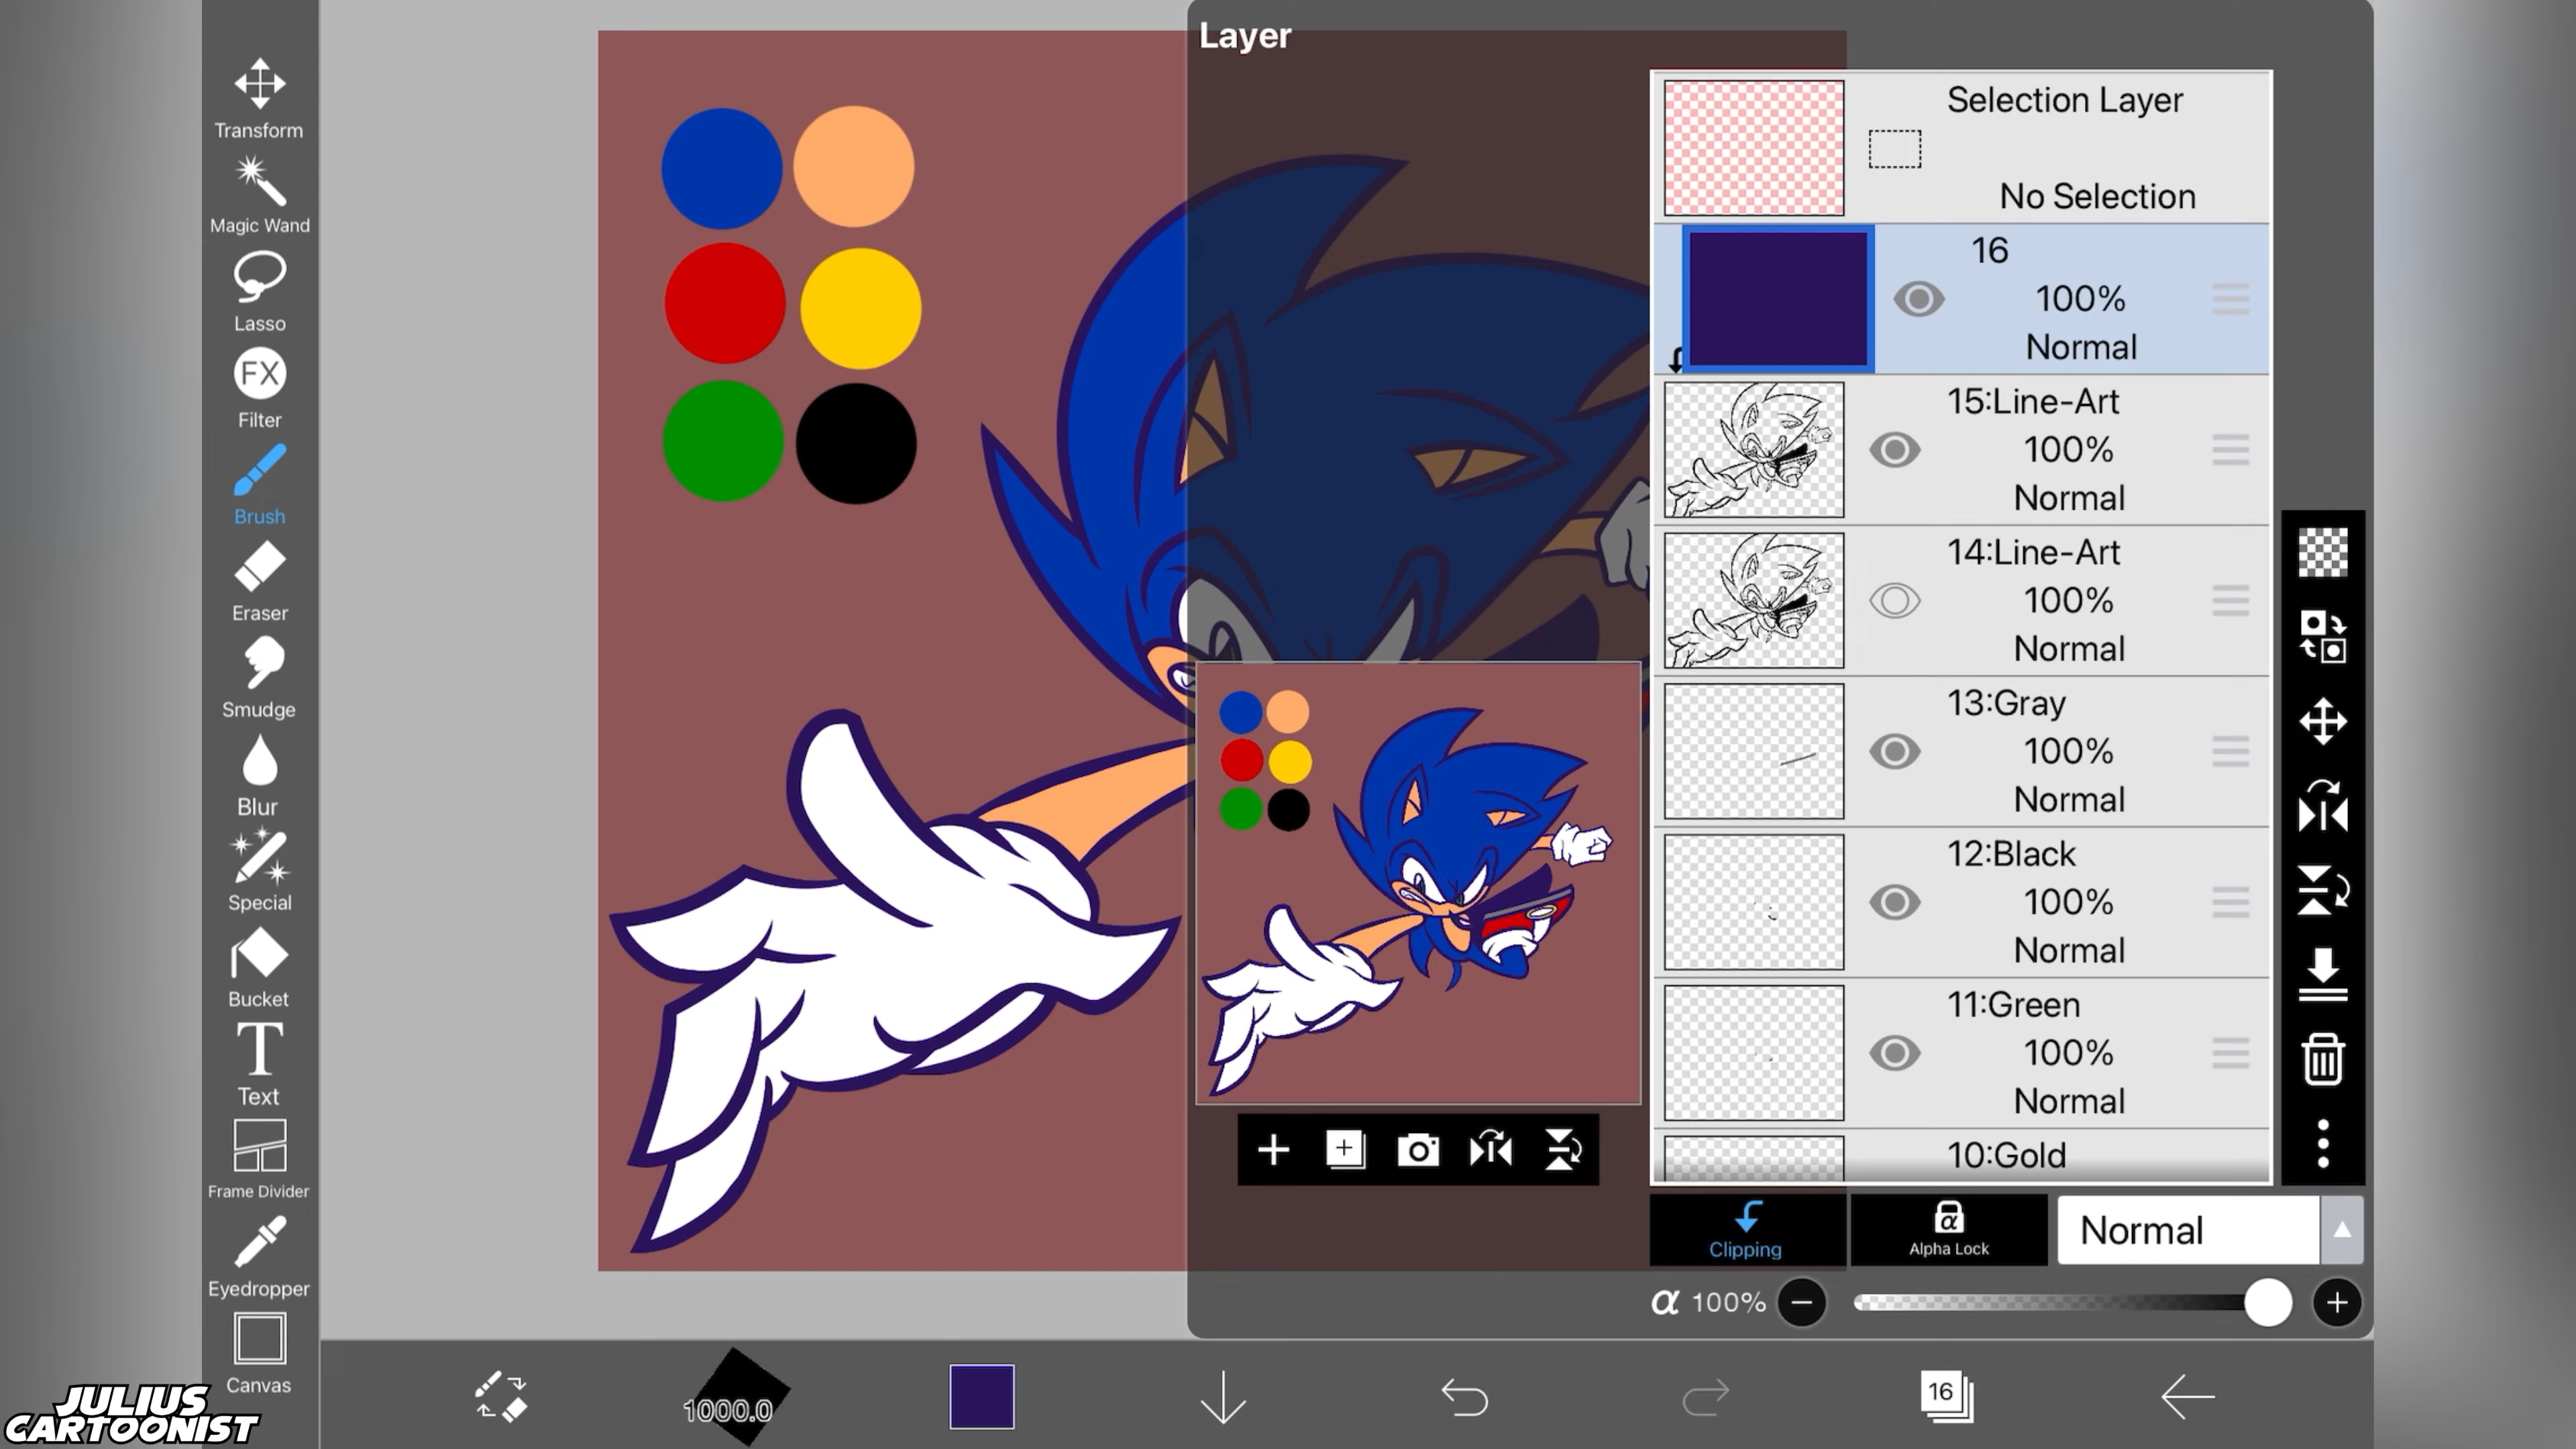 Layer
Transform
Magic Wand
Lasso
FX
Filter
Brush
Eraser
Smudge
Blur
Special
Bucket
T
Text
Frame Divider
Eyedropper
Canvas
Selection Layer
No Selection
16
100%
Normal
15:Line-Art
100%
Normal
14:Line-Art
100%
Normal
13:Gray
100%
Normal
12:Black
100%
Normal
11:Green
100%
Normal
10:Gold
Clipping
α
Alpha Lock
Normal
α 100%
1000.0
16
JULIUS
CARTOONIST